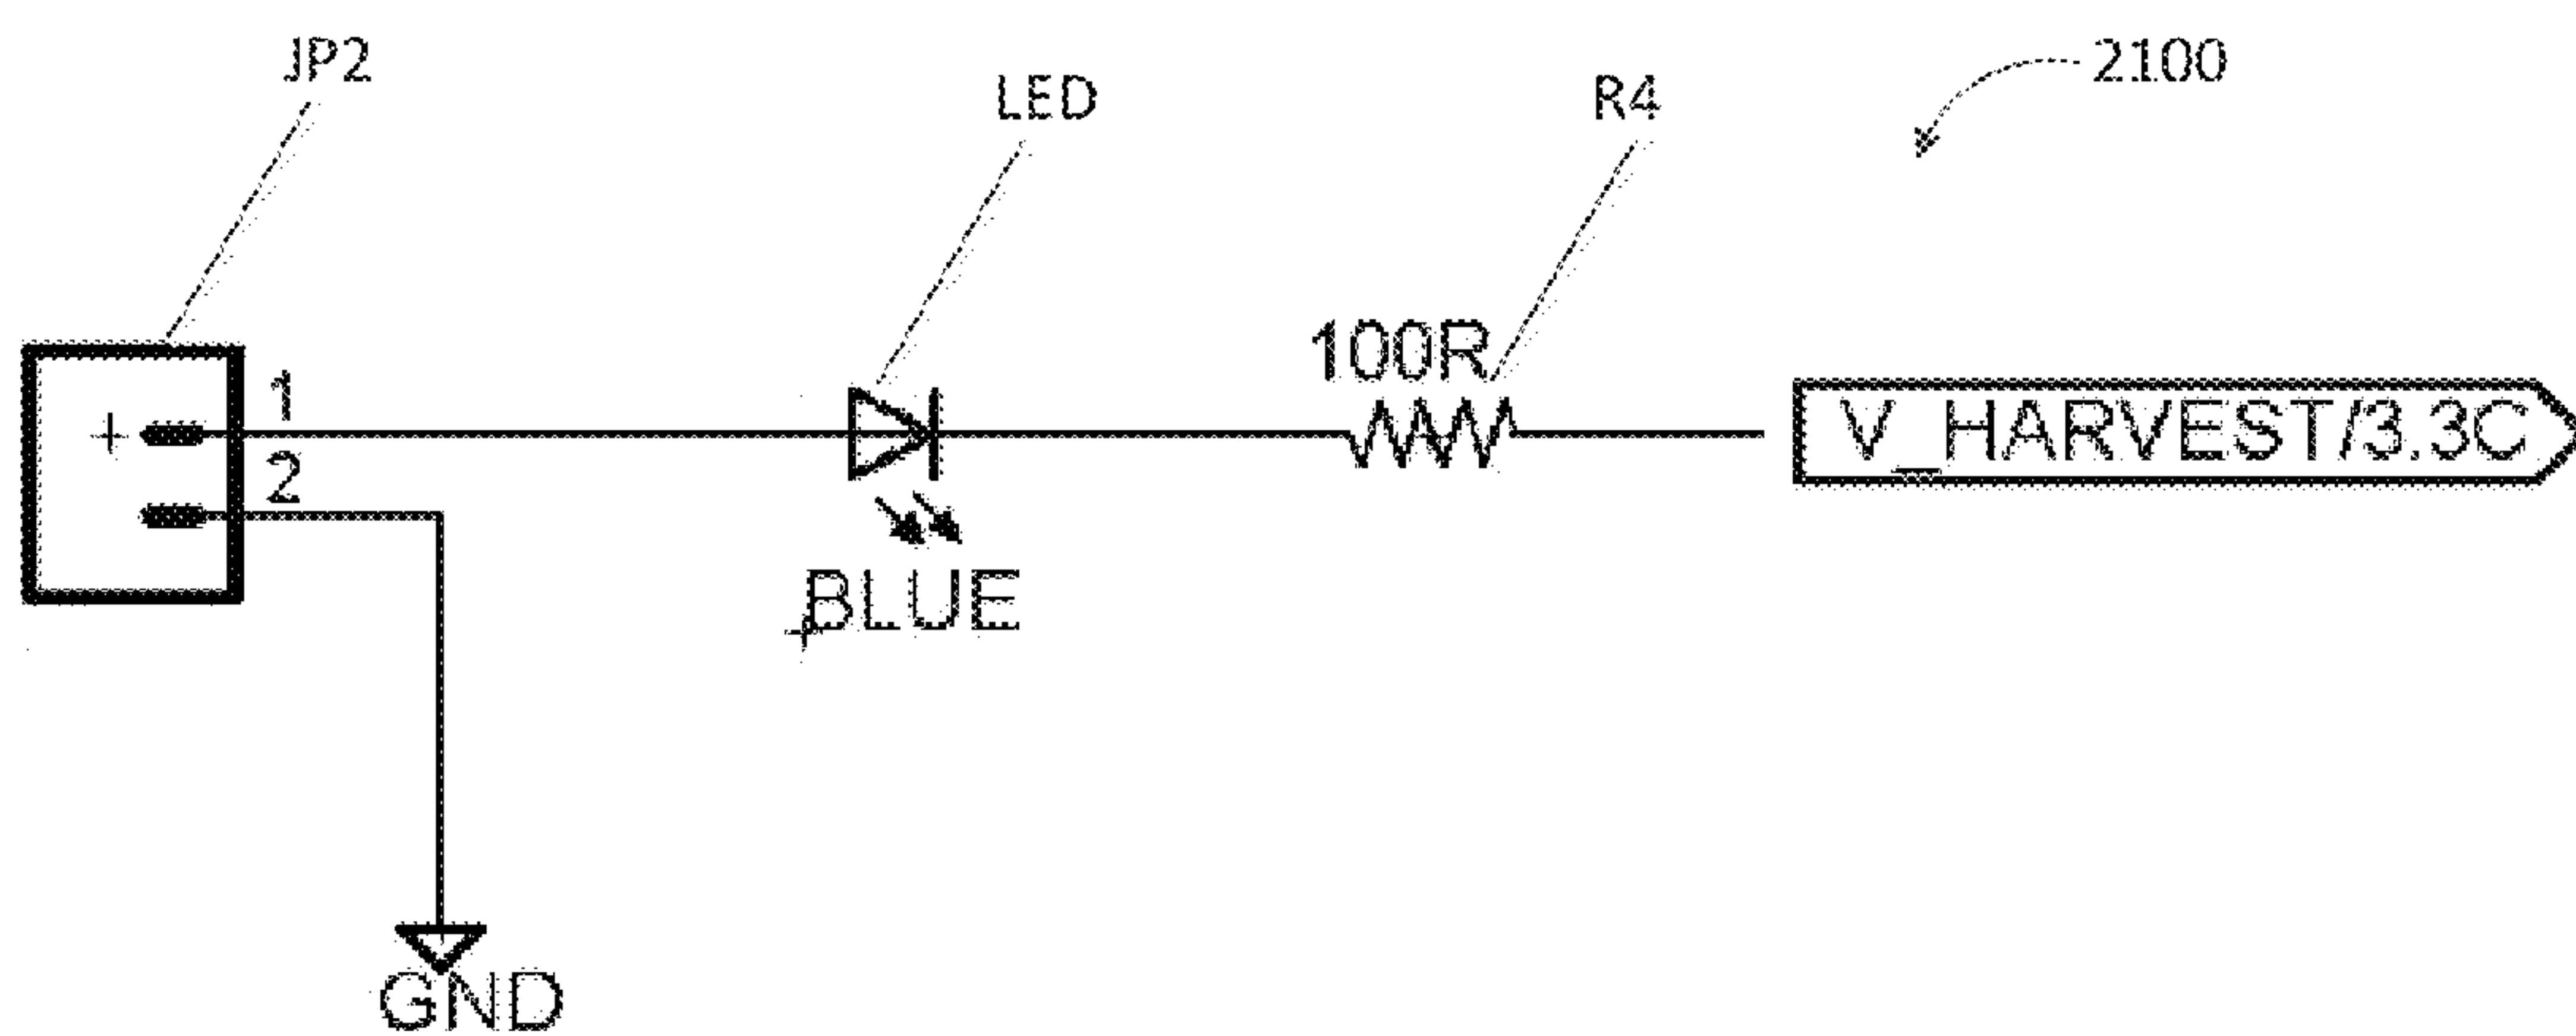 JP2
LED
R4
2100
100R
1
2
V_HARVEST/3.3C
BLUE
GND